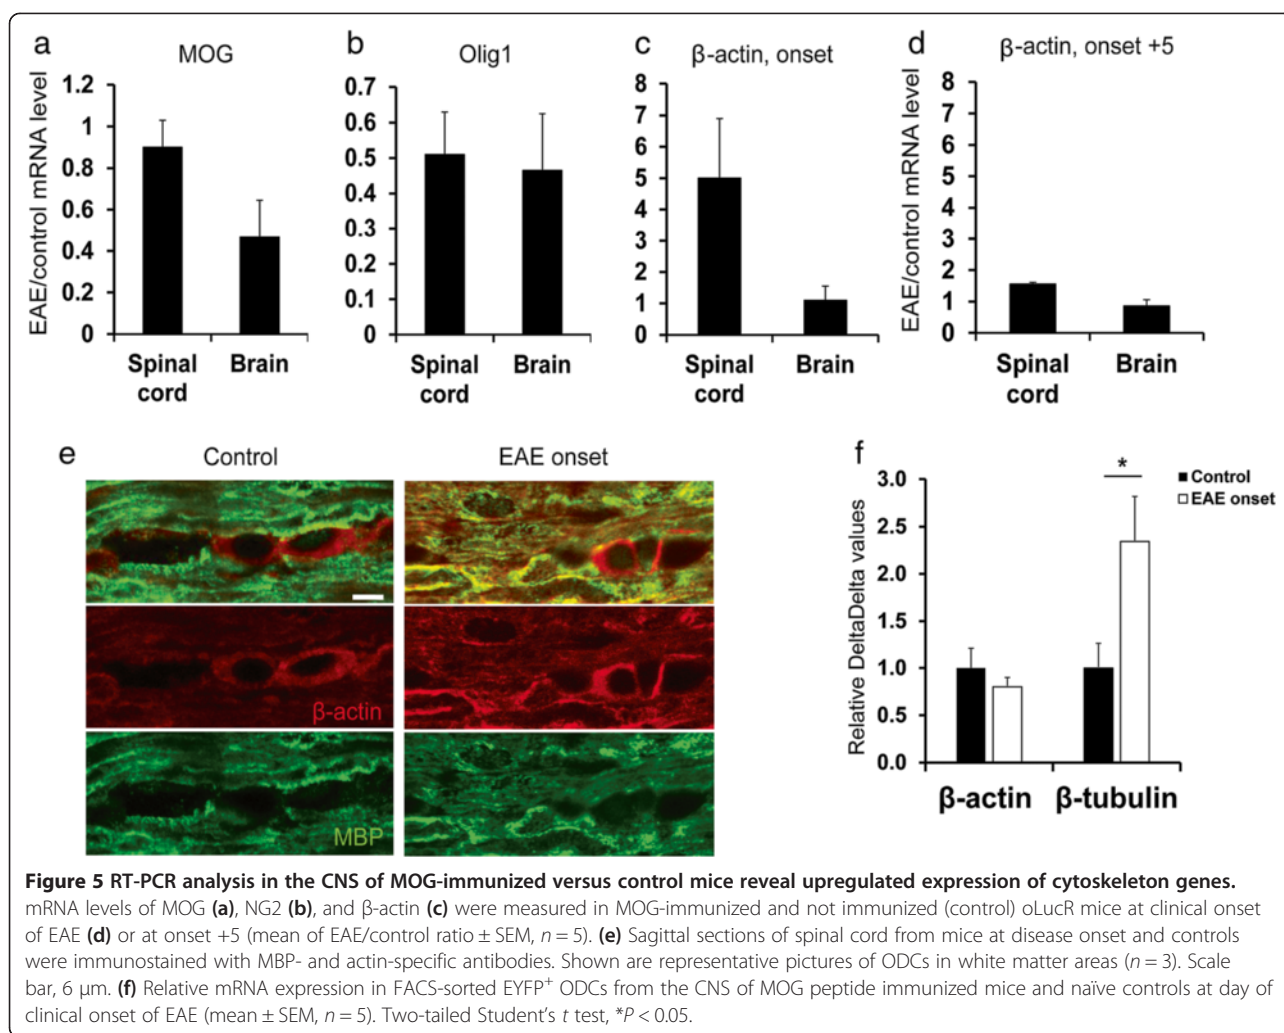 a
MOG
EAE/control mRNA level
1.2
1
0.8
0.6
0.4
0.2
0
Spinal cord
Brain
b
Olig1
0.7
0.6
0.5
0.4
0.3
0.2
0.1
0
Spinal cord
Brain
c
β-actin, onset
8
7
6
5
4
3
2
1
0
Spinal cord
Brain
d
β-actin, onset +5
EAE/control mRNA level
8
7
6
5
4
3
2
1
0
Spinal cord
Brain
e
Control
EAE onset
β-actin
MBP
f
Relative DeltaDelta values
3.0
2.5
2.0
1.5
1.0
0.5
0.0
*
Control
EAE onset
β-actin
β-tubulin
Figure 5 RT-PCR analysis in the CNS of MOG-immunized versus control mice reveal upregulated expression of cytoskeleton genes.
mRNA levels of MOG (a), NG2 (b), and β-actin (c) were measured in MOG-immunized and not immunized (control) oLucR mice at clinical onset
of EAE (d) or at onset +5 (mean of EAE/control ratio ± SEM, n = 5). (e) Sagittal sections of spinal cord from mice at disease onset and controls
were immunostained with MBP- and actin-specific antibodies. Shown are representative pictures of ODCs in white matter areas (n = 3). Scale
bar, 6 μm. (f) Relative mRNA expression in FACS-sorted EYFP⁺ ODCs from the CNS of MOG peptide immunized mice and naïve controls at day of
clinical onset of EAE (mean ± SEM, n = 5). Two-tailed Student's t test, *P < 0.05.